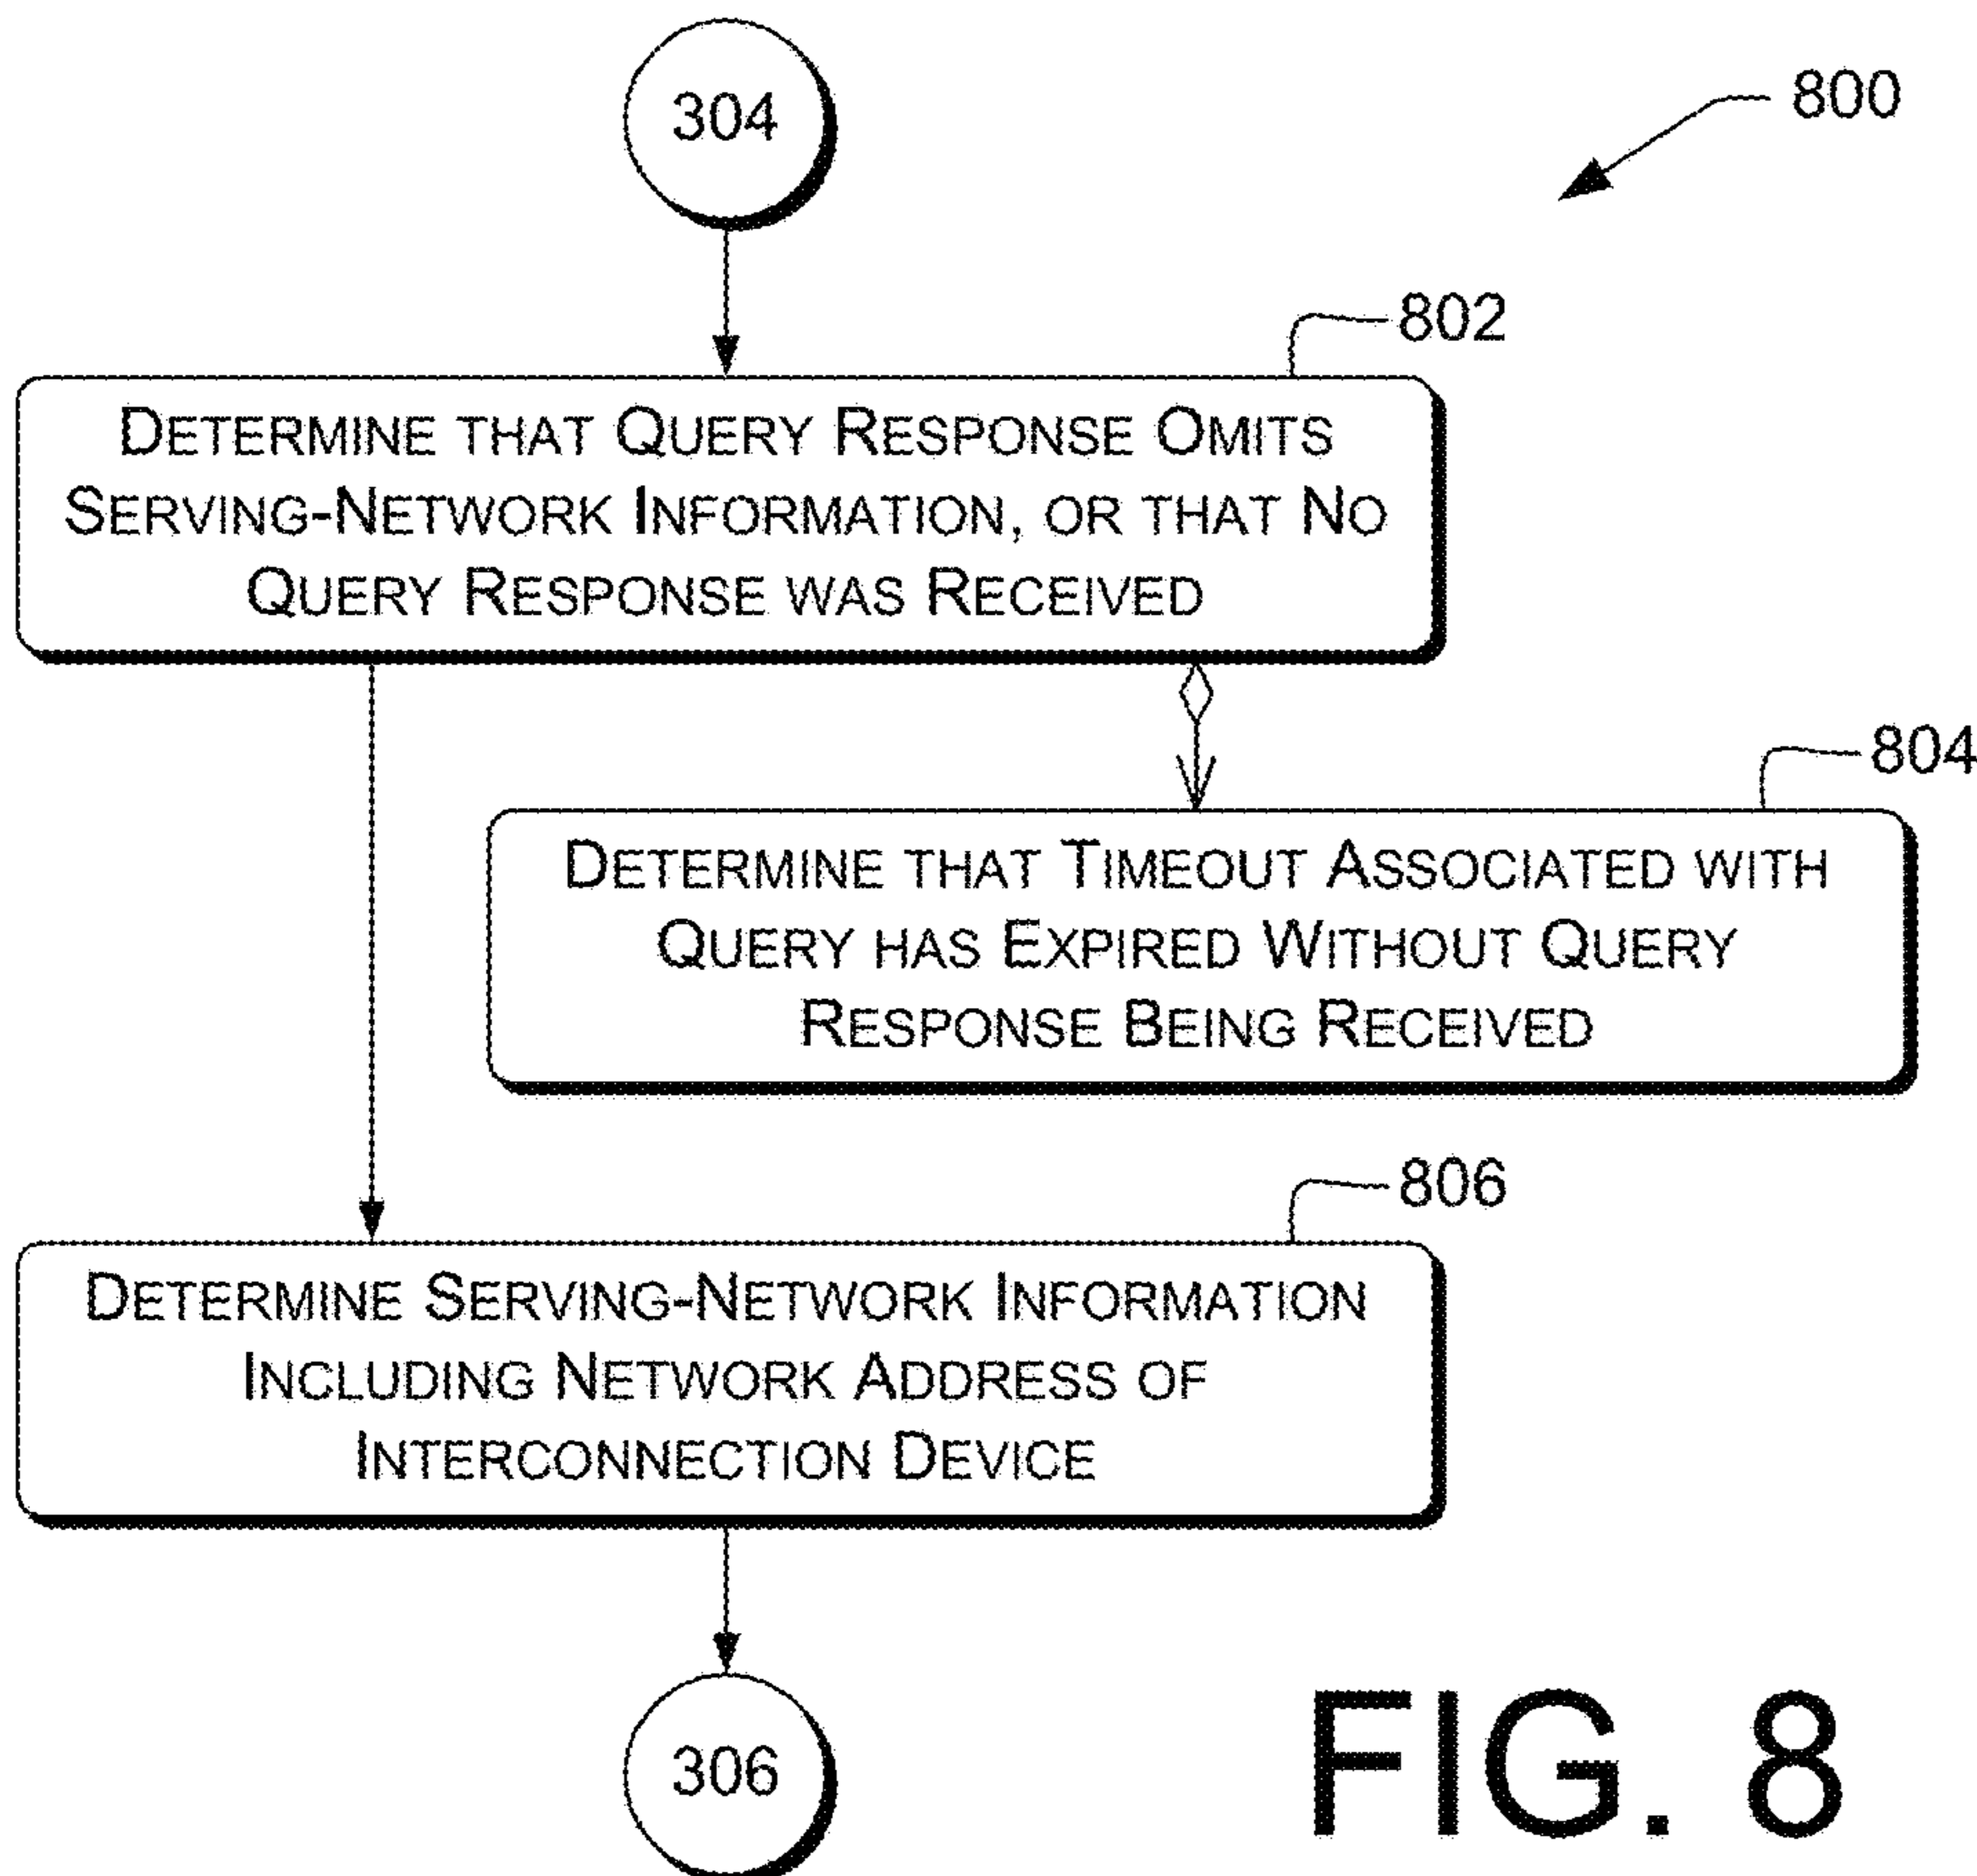 304
800
802
DETERMINE THAT QUERY RESPONSE OMITS
SERVING-NETWORK INFORMATION, OR THAT NO
QUERY RESPONSE WAS RECEIVED
804
DETERMINE THAT TIMEOUT ASSOCIATED WITH
QUERY HAS EXPIRED WITHOUT QUERY
RESPONSE BEING RECEIVED
806
DETERMINE SERVING-NETWORK INFORMATION
INCLUDING NETWORK ADDRESS OF
INTERCONNECTION DEVICE
306
FIG. 8